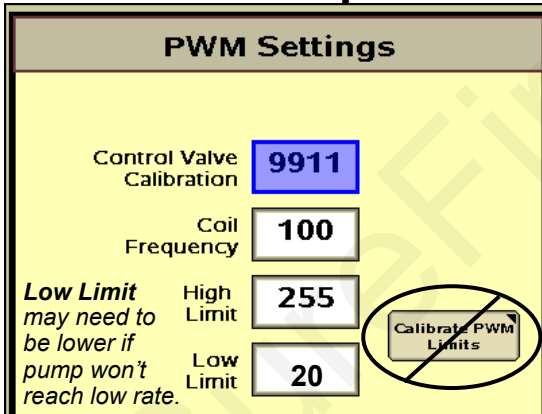 PWM Settings
Control Valve
Calibration
9911
Coil
Frequency
100
High
Limit
255
Low
Limit
20
Low Limit
may need to
be lower if
pump won't
reach low rate.
Calibrate PWM
Limits